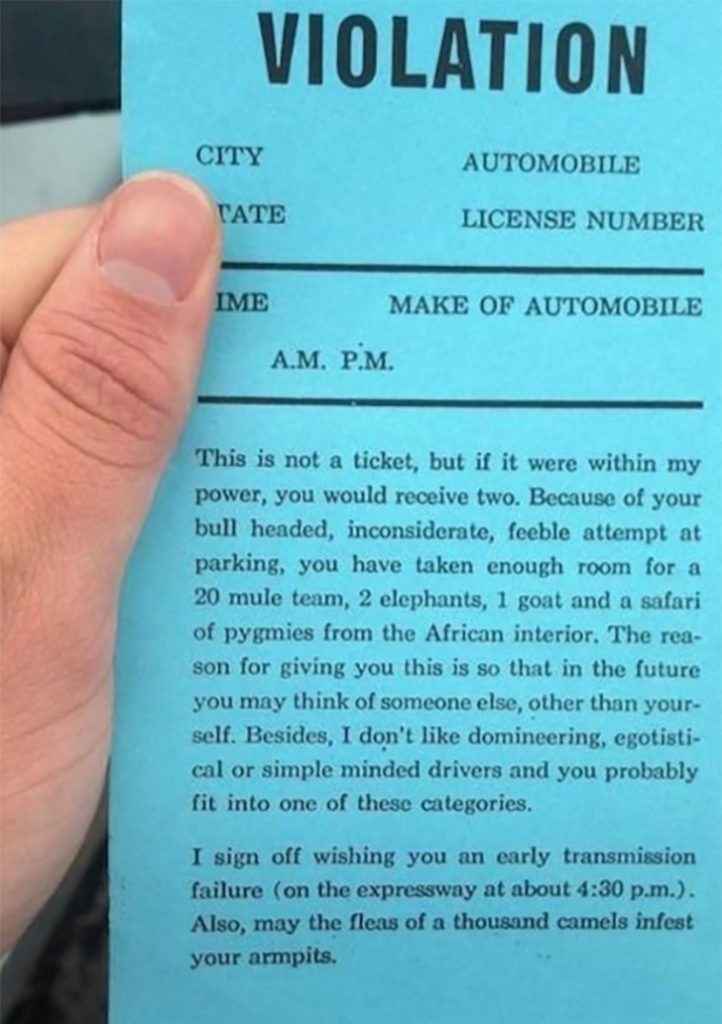 VIOLATION
CITY AUTOMOBILE
TATE LICENSE NUMBER
IME MAKE OF AUTOMOBILE
A.M. P.M.
This is not a ticket, but if it were within my
power, you would receive two. Because of your
bull headed, inconsiderate, feeble attempt at
parking, you have taken enough room for a
20 mule team, 2 elephants, 1 goat and a safari
of pygmies from the African interior. The rea-
son for giving you this is so that in the future
you may think of someone else, other than your-
self. Besides, I don't like domineering, egotisti-
cal or simple minded drivers and you probably
fit into one of these categories.
I sign off wishing you an early transmission
failure (on the expressway at about 4:30 p.m.).
Also, may the fleas of a thousand camels infest
your armpits.